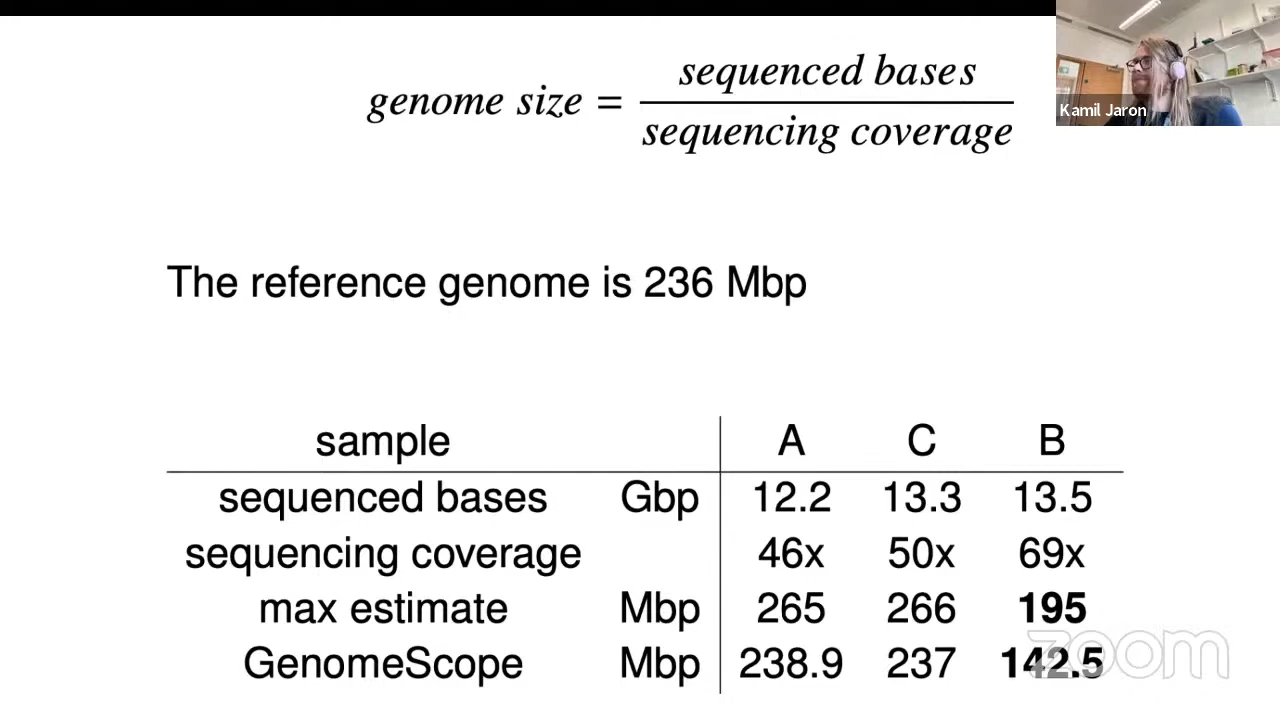 genome size = sequenced bases / sequencing coverage
Kamil Jaron
The reference genome is 236 Mbp
sample A C B
sequenced bases Gbp 12.2 13.3 13.5
sequencing coverage 46x 50x 69x
max estimate Mbp 265 266 195
GenomeScope Mbp 238.9 237 142.5
zoom